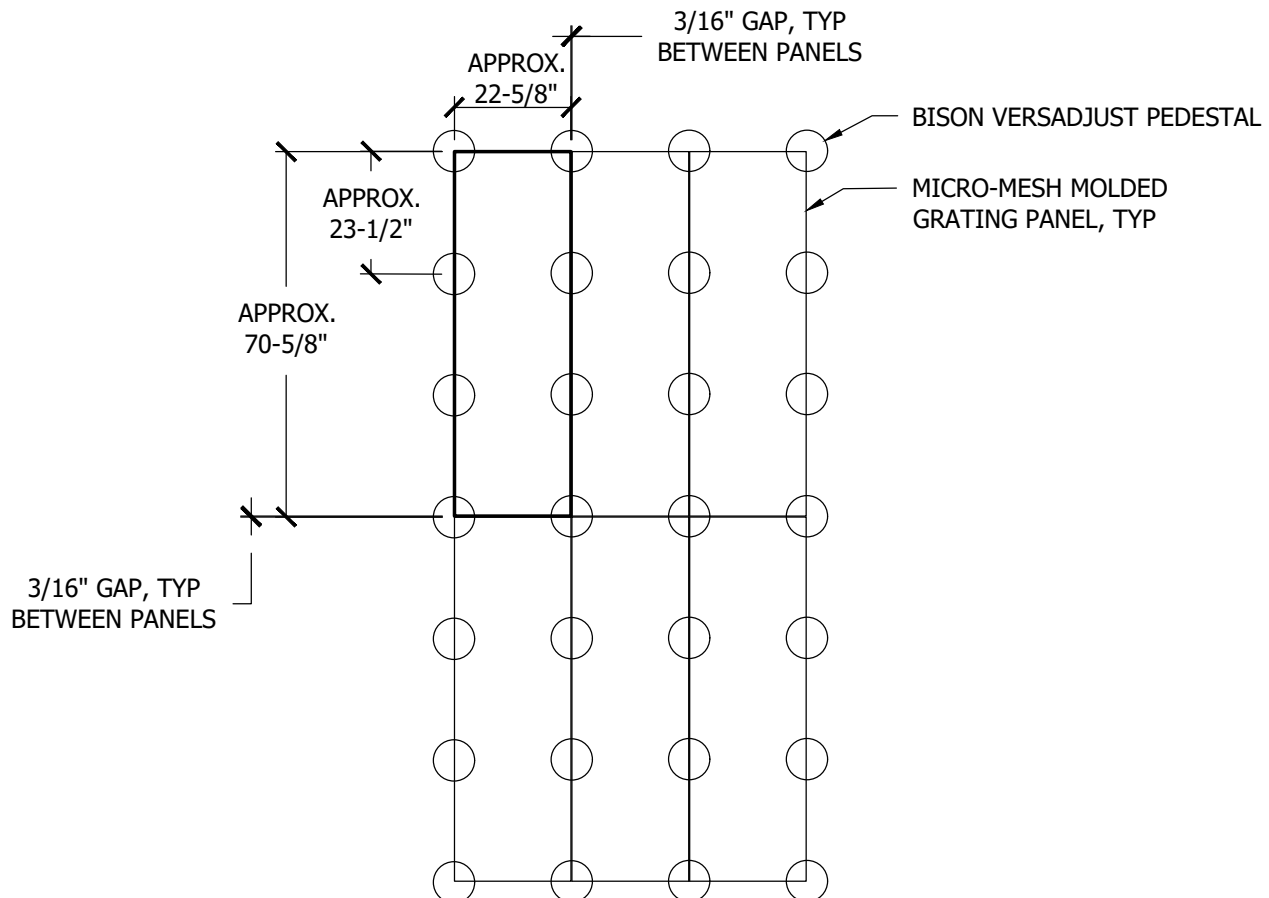 3/16" GAP, TYP
BETWEEN PANELS
APPROX.
22-5/8"
BISON VERSADJUST PEDESTAL
APPROX.
23-1/2"
MICRO-MESH MOLDED
GRATING PANEL, TYP
APPROX.
70-5/8"
3/16" GAP, TYP
BETWEEN PANELS